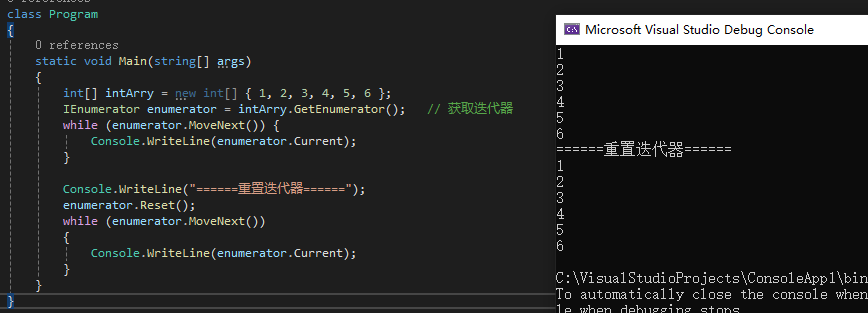 0 references
class Program
{
0 references
static void Main(string[] args)
{
int[] intArry = new int[] { 1, 2, 3, 4, 5, 6 };
IEnumerator enumerator = intArry.GetEnumerator();   // 获取迭代器
while (enumerator.MoveNext()) {
Console.WriteLine(enumerator.Current);
}
Console.WriteLine("======重置迭代器======");
enumerator.Reset();
while (enumerator.MoveNext())
{
Console.WriteLine(enumerator.Current);
}
}
}
Microsoft Visual Studio Debug Console
1
2
3
4
5
6
======重置迭代器======
1
2
3
4
5
6
C:\VisualStudioProjects\ConsoleApp1\bin
To automatically close the console when
le when debugging stops